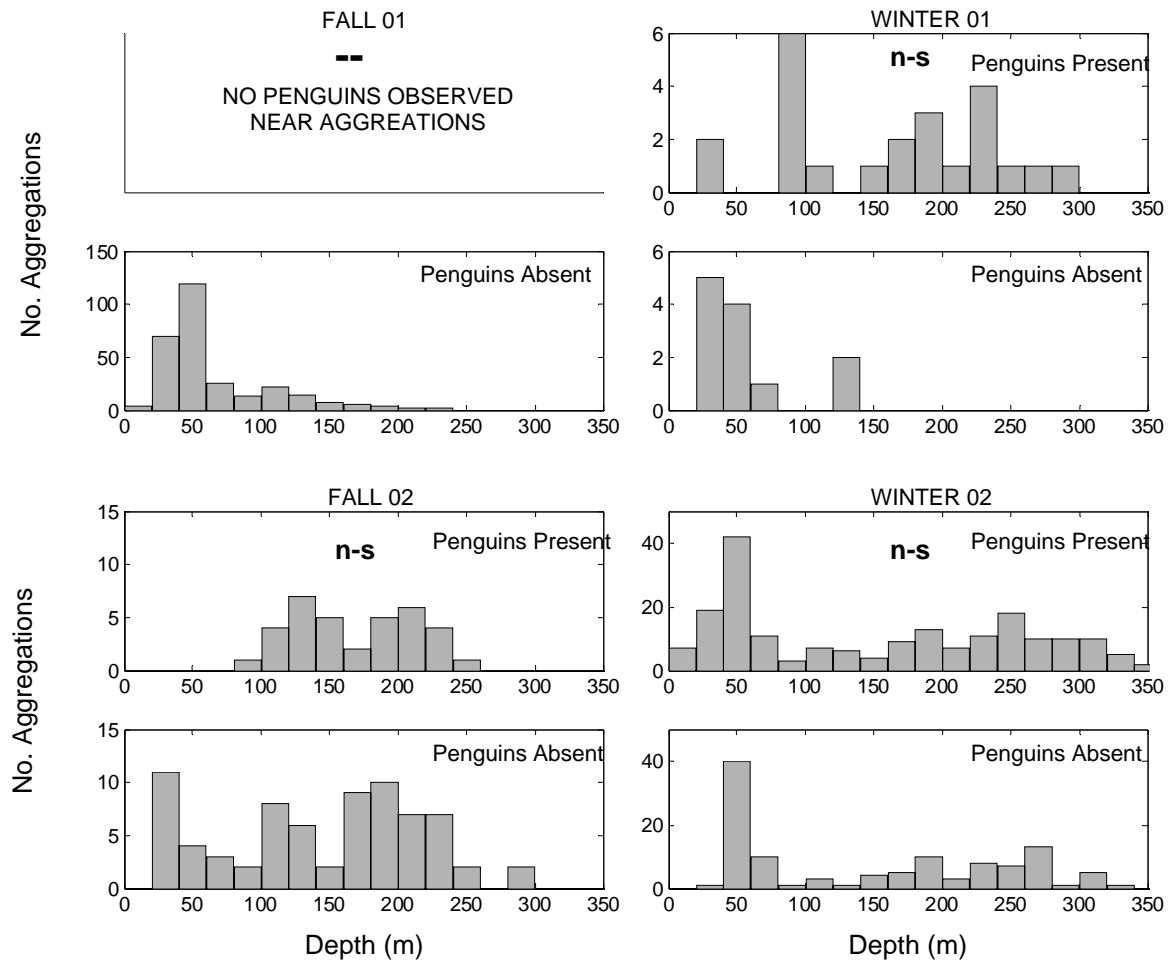 FALL 01
--
NO PENGUINS OBSERVED
NEAR AGGREATIONS
WINTER 01
n-s
Penguins Present
6
4
2
0
0 50 100 150 200 250 300 350
No. Aggregations
Penguins Absent
150
100
50
0
0 50 100 150 200 250 300 350
Penguins Absent
6
4
2
0
0 50 100 150 200 250 300 350
FALL 02
n-s
Penguins Present
15
10
5
0
0 50 100 150 200 250 300 350
WINTER 02
n-s
Penguins Present
40
20
0
0 50 100 150 200 250 300 350
No. Aggregations
Penguins Absent
15
10
5
0
0 50 100 150 200 250 300 350
Depth (m)
Penguins Absent
40
20
0
0 50 100 150 200 250 300 350
Depth (m)